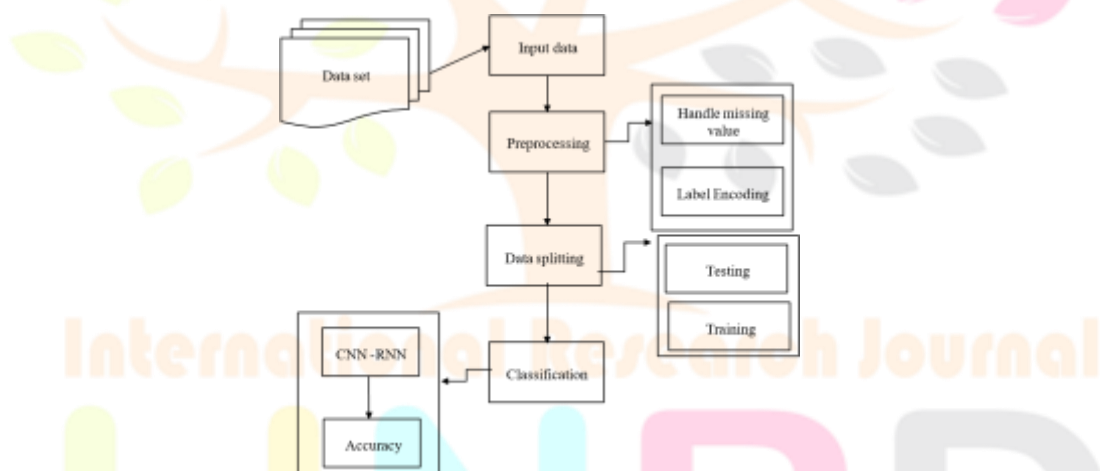 Data set
Input data
Preprocessing
Handle missing
value
Label Encoding
Data splitting
Testing
Training
International Research Journal
CNN -RNN
Classification
Accuracy